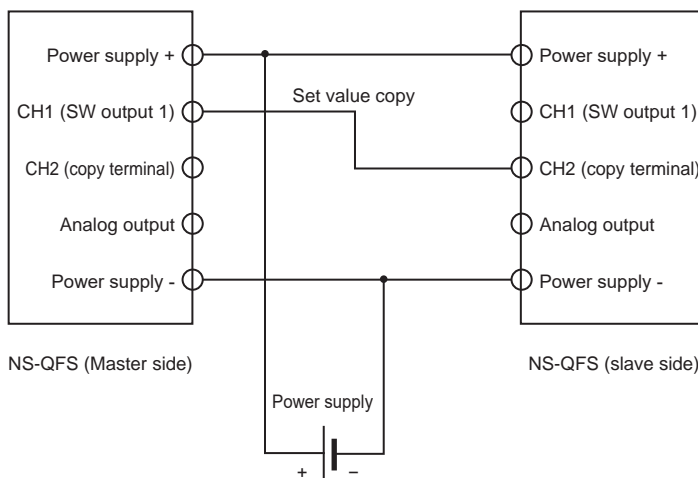 Power supply +
CH1 (SW output 1)
CH2 (copy terminal)
Analog output
Power supply -
NS-QFS (Master side)
Set value copy
Power supply +
CH1 (SW output 1)
CH2 (copy terminal)
Analog output
Power supply -
NS-QFS (slave side)
Power supply
+ −